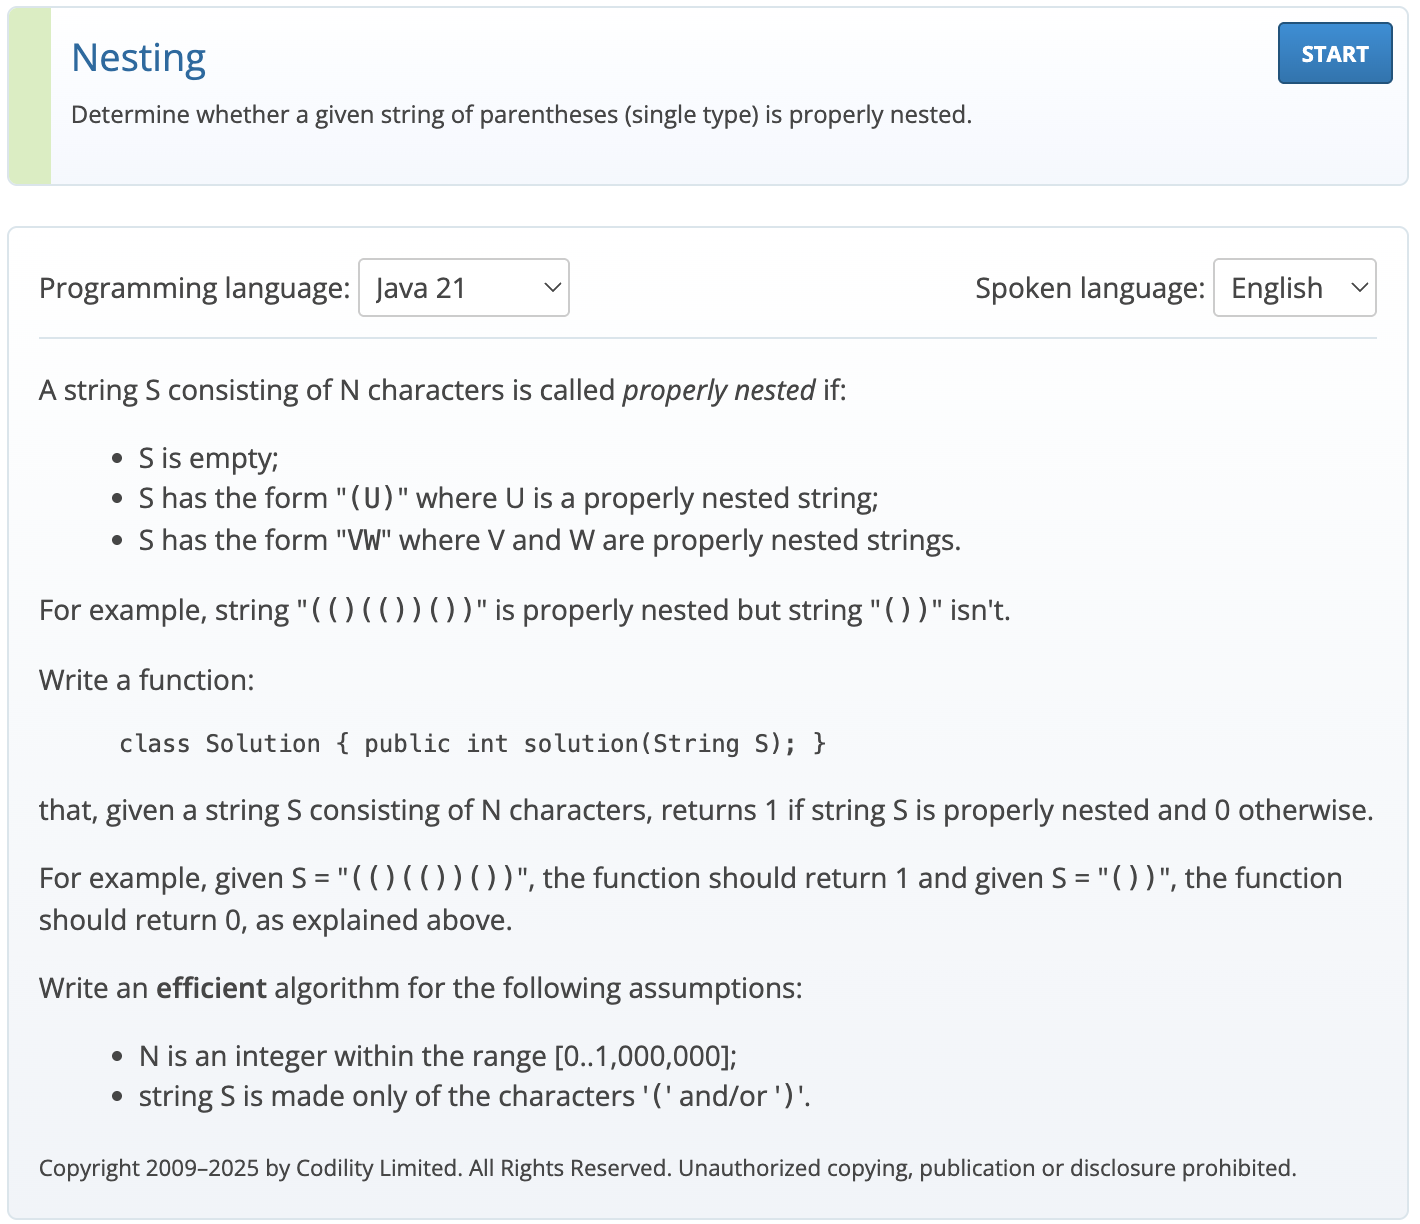 Nesting
START
Determine whether a given string of parentheses (single type) is properly nested.
Programming language: Java 21
Spoken language: English
A string S consisting of N characters is called properly nested if:
• S is empty;
• S has the form "(U)" where U is a properly nested string;
• S has the form "VW" where V and W are properly nested strings.
For example, string "(()(())())" is properly nested but string "())" isn't.
Write a function:
class Solution { public int solution(String S); }
that, given a string S consisting of N characters, returns 1 if string S is properly nested and 0 otherwise.
For example, given S = "(()(())())", the function should return 1 and given S = "())", the function
should return 0, as explained above.
Write an efficient algorithm for the following assumptions:
• N is an integer within the range [0..1,000,000];
• string S is made only of the characters '(' and/or ')'.
Copyright 2009–2025 by Codility Limited. All Rights Reserved. Unauthorized copying, publication or disclosure prohibited.